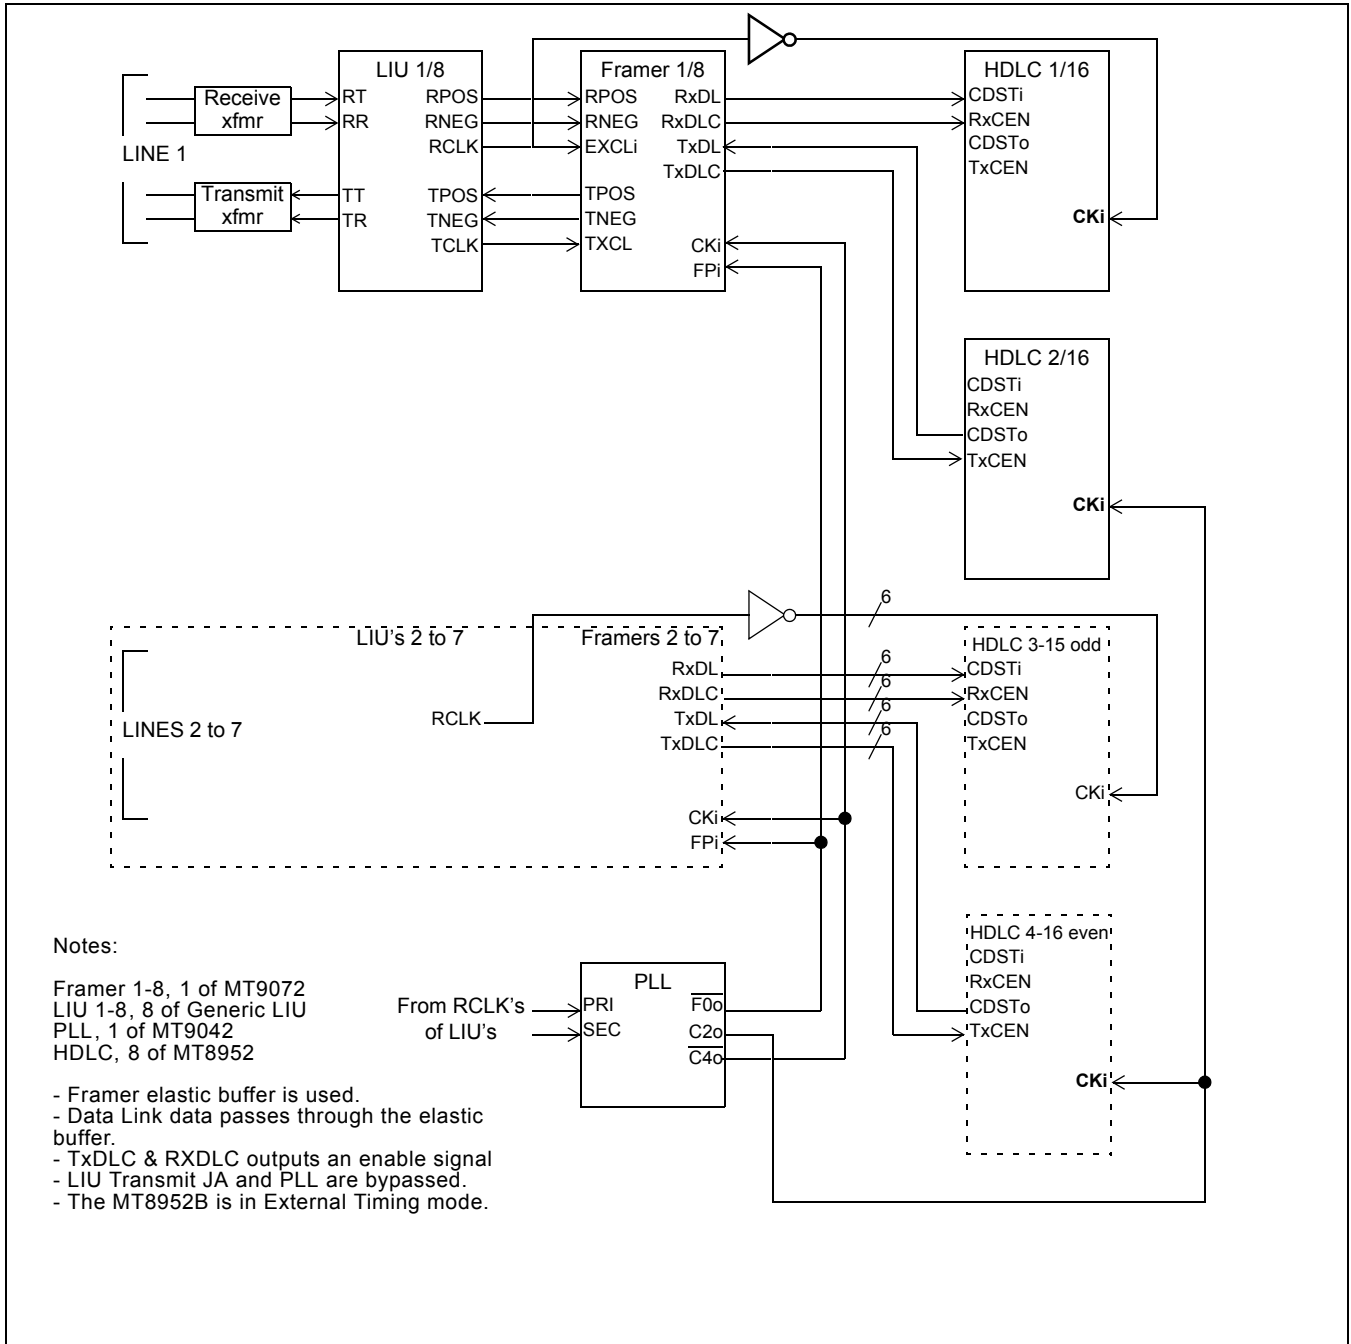 LIU 1/8
Framer 1/8
HDLC 1/16
Receive
xfmr
RT
RR
RPOS
RNEG
RCLK
RPOS
RNEG
EXCLi
RxDL
RxDLC
TxDL
TxDLC
CDSTi
RxCEN
CDSTo
TxCEN
LINE 1
Transmit
xfmr
TT
TR
TPOS
TNEG
TCLK
TPOS
TNEG
TXCL
CKi
FPi
CKi
HDLC 2/16
CDSTi
RxCEN
CDSTo
TxCEN
CKi
6
LIU's 2 to 7
Framers 2 to 7
HDLC 3-15 odd
RxDL
6
CDSTi
RxDLC
6
RxCEN
LINES 2 to 7
RCLK
TxDL
6
CDSTo
TxDLC
6
TxCEN
CKi
CKi
FPi
HDLC 4-16 even
CDSTi
RxCEN
CDSTo
TxCEN
CKi
Notes:
Framer 1-8, 1 of MT9072
LIU 1-8, 8 of Generic LIU
PLL, 1 of MT9042
HDLC, 8 of MT8952
From RCLK's
of LIU's
PLL
PRI
SEC
F0o
C2o
C4o
- Framer elastic buffer is used.
- Data Link data passes through the elastic
buffer.
- TxDLC & RXDLC outputs an enable signal
- LIU Transmit JA and PLL are bypassed.
- The MT8952B is in External Timing mode.